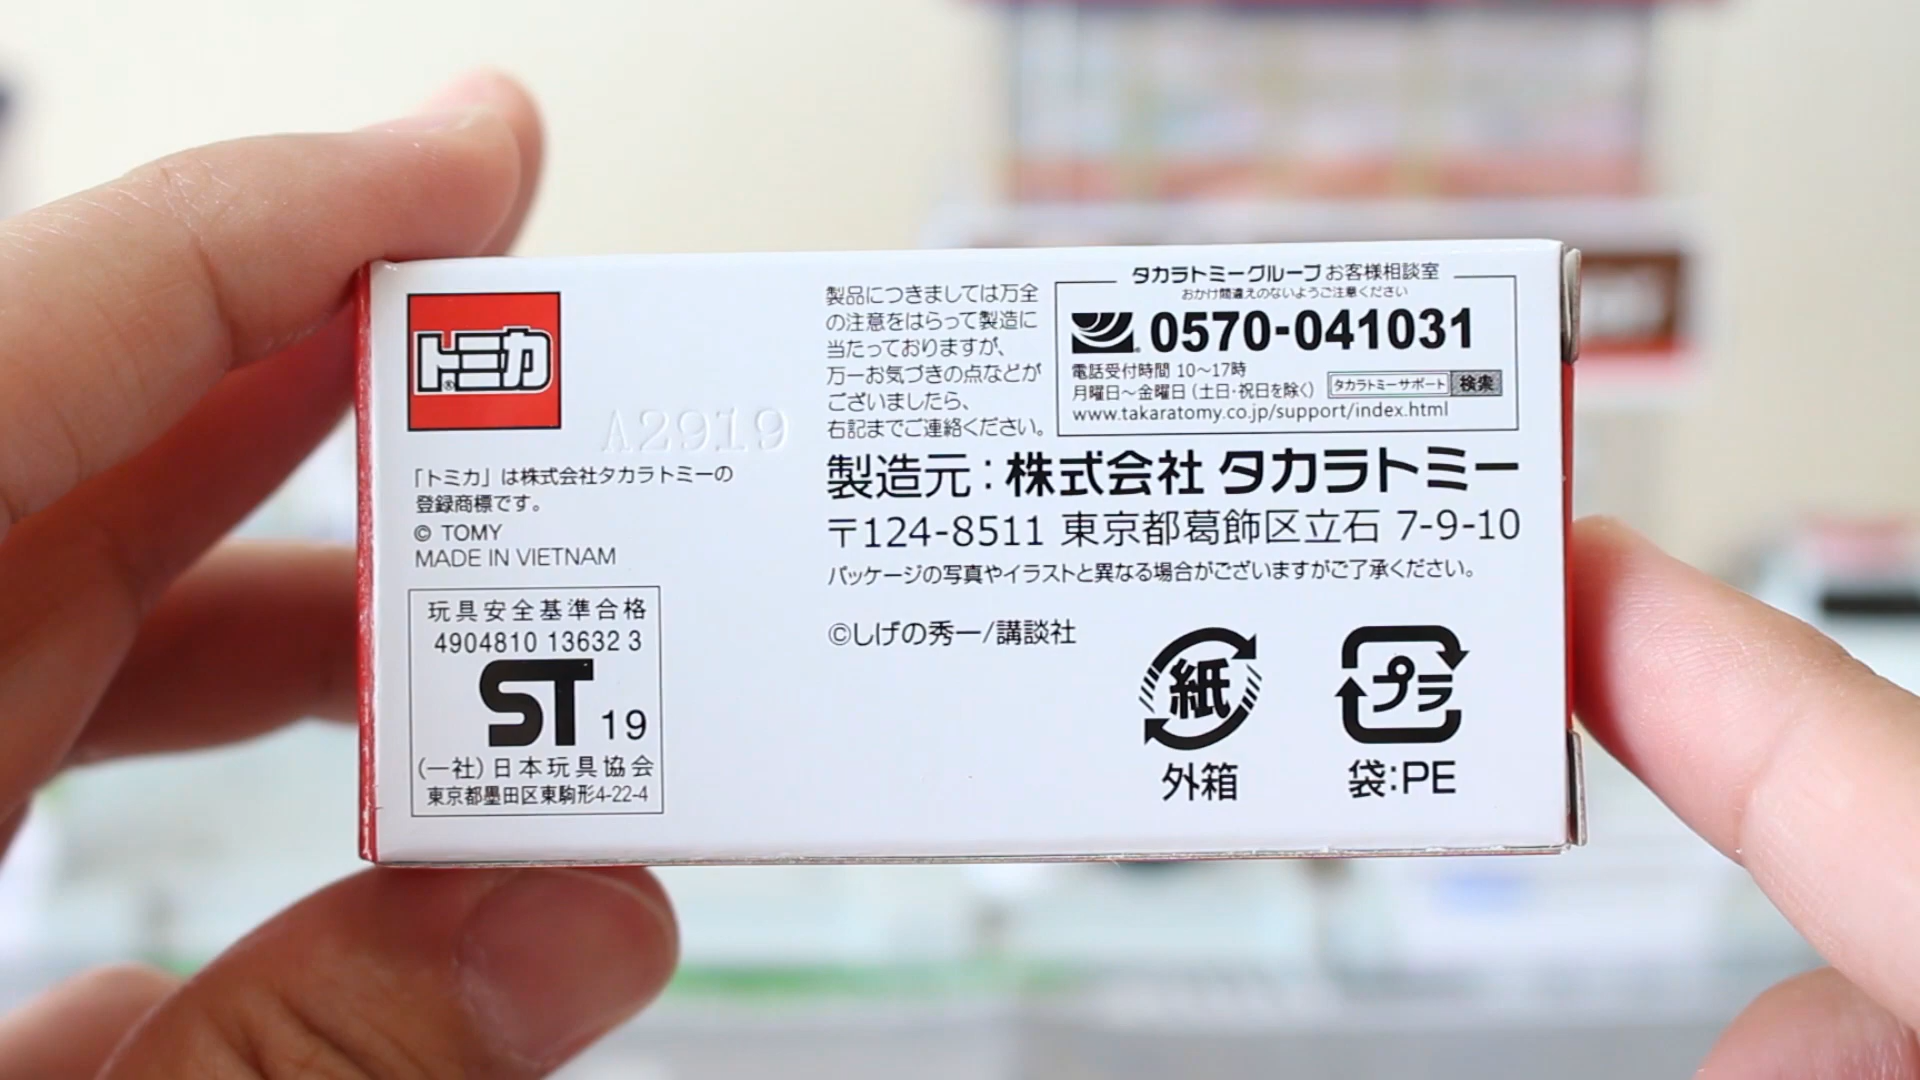 トミカ
®
A2919
「トミカ」は株式会社タカラトミーの
登録商標です。
© TOMY
MADE IN VIETNAM
玩具安全基準合格
4904810 13632 3
ST 19
(一社)日本玩具協会
東京都墨田区東駒形4-22-4
製品につきましては万全
の注意をはらって製造に
当たっておりますが、
万一お気づきの点などが
ございましたら、
右記までご連絡ください。
タカラトミーグループお客様相談室
おかけ間違えのないようご注意ください
0570-041031
電話受付時間 10〜17時
月曜日〜金曜日(土日・祝日を除く)
タカラトミーサポート 検索
www.takaratomy.co.jp/support/index.html
製造元:株式会社 タカラトミー
〒124-8511 東京都葛飾区立石 7-9-10
パッケージの写真やイラストと異なる場合がございますがご了承ください。
©しげの秀一/講談社
紙
外箱
プラ
袋:PE